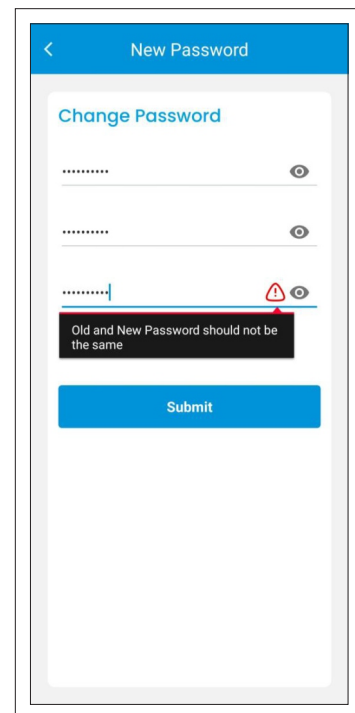 New Password
Change Password
••••••••••
••••••••••
••••••••••
Old and New Password should not be
the same
Submit